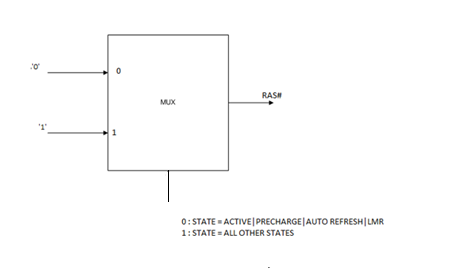 .'0'
0
RAS#
MUX
'1'
1
0 : STATE = ACTIVE|PRECHARGE|AUTO REFRESH|LMR
1 : STATE = ALL OTHER STATES